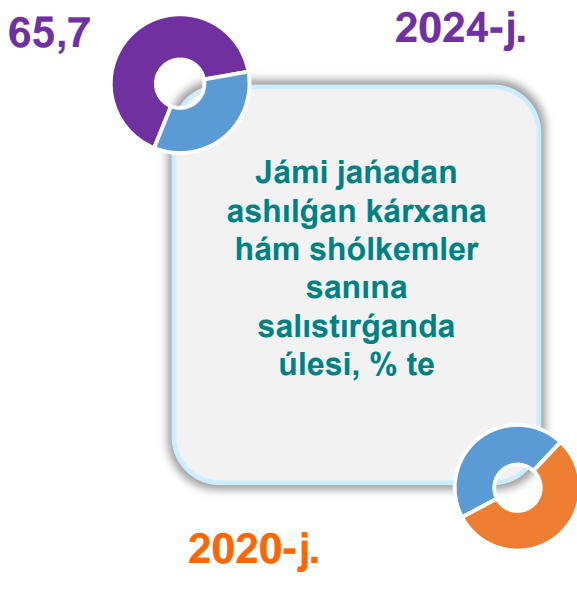 65,7
2024-j.
Jámi jańadan
ashılǵan kárxana
hám shólkemler
sanına
salıstırǵanda
úlesi, % te
2020-j.